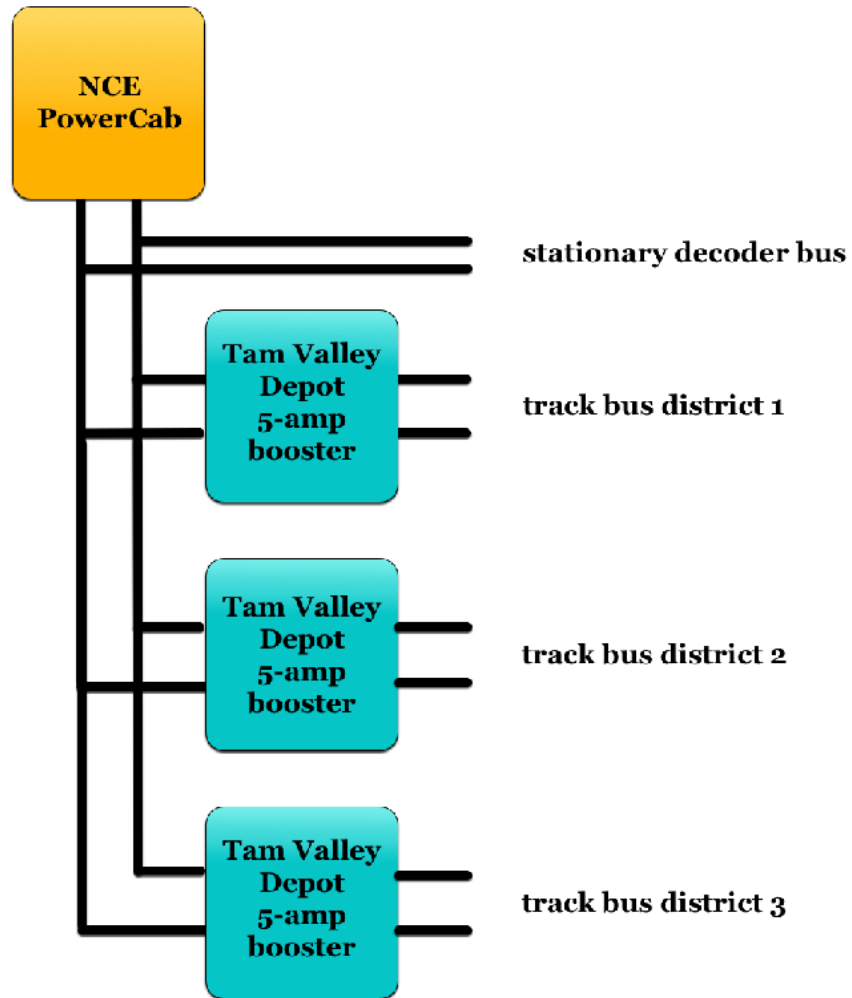 NCE
PowerCab
stationary decoder bus
Tam Valley
Depot
5-amp
booster
track bus district 1
Tam Valley
Depot
5-amp
booster
track bus district 2
Tam Valley
Depot
5-amp
booster
track bus district 3